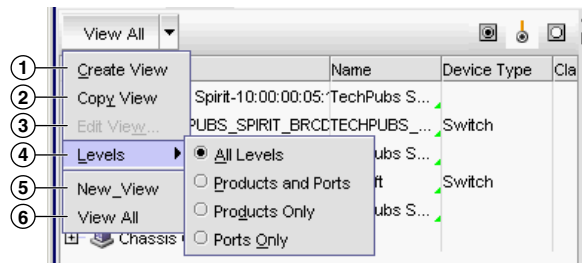 View All
Name Device Type Cla
1 Create View
2 Copy View Spirit-10:00:00:05: TechPubs S...
3 Edit View... PUBS_SPIRIT_BRCD TECHPUBS_... Switch
4 Levels All Levels ubs S...
Products and Ports ft Switch
5 New_View
Products Only ubs S...
6 View All
Ports Only
Chassis